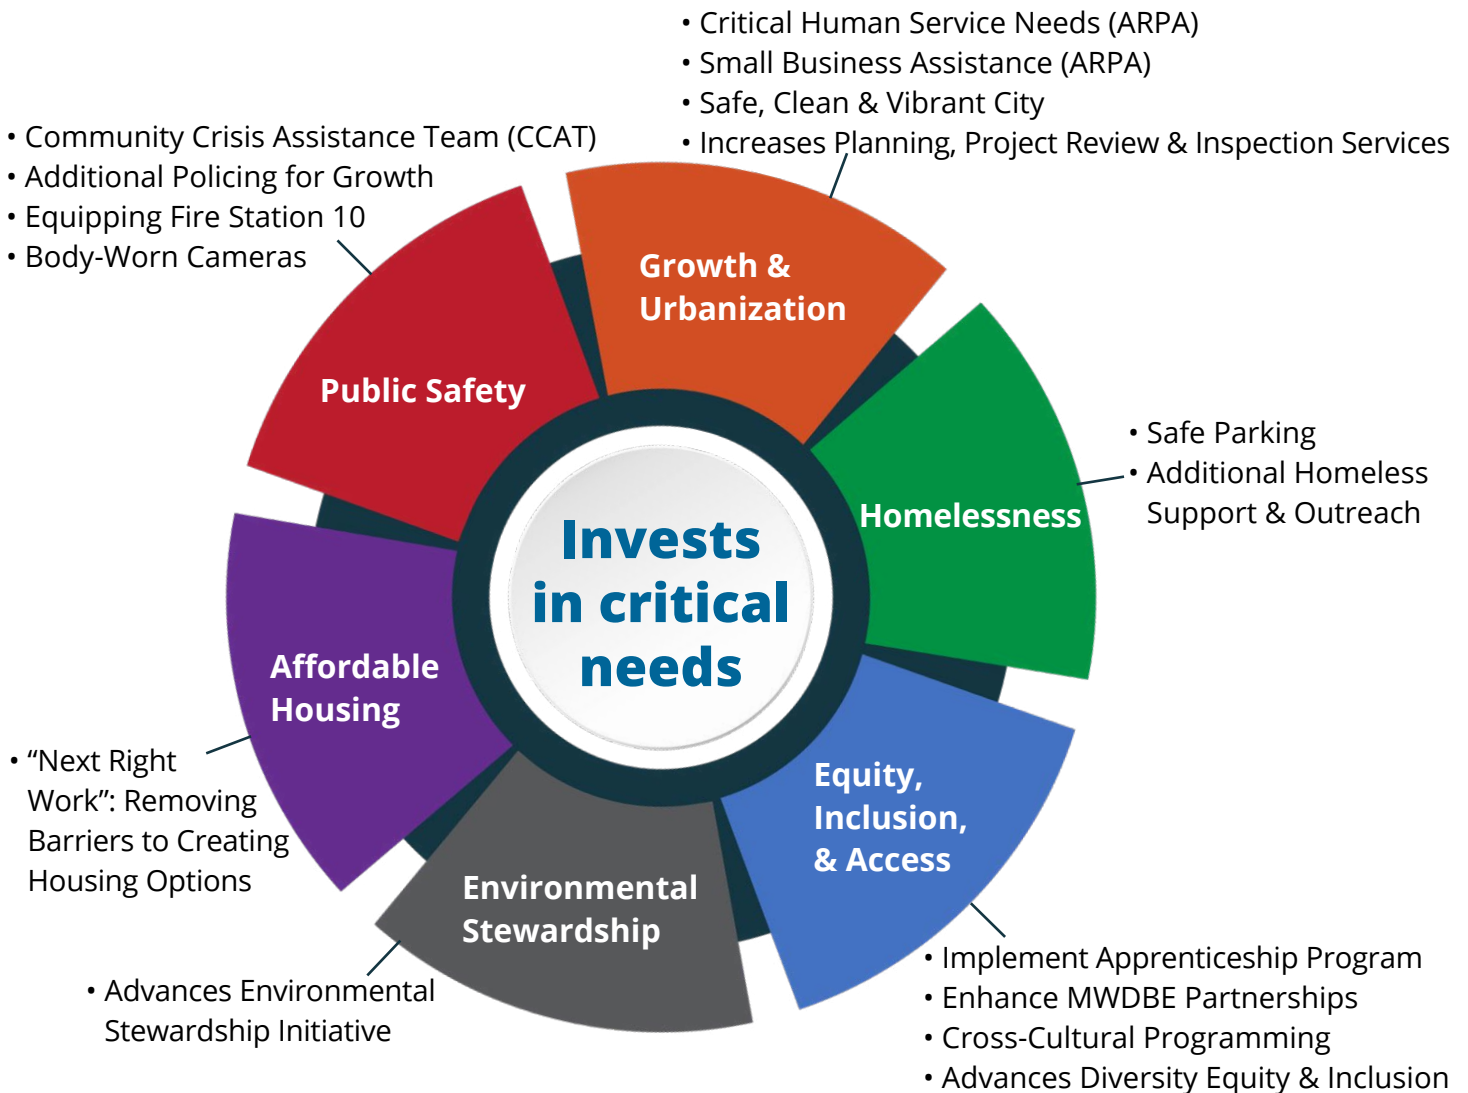 • Critical Human Service Needs (ARPA)
• Small Business Assistance (ARPA)
• Safe, Clean & Vibrant City
• Increases Planning, Project Review & Inspection Services
• Community Crisis Assistance Team (CCAT)
• Additional Policing for Growth
• Equipping Fire Station 10
• Body-Worn Cameras
Growth &
Urbanization
Public Safety
• Safe Parking
• Additional Homeless
Support & Outreach
Homelessness
Invests
in critical
needs
Affordable
Housing
• “Next Right
Work”: Removing
Barriers to Creating
Housing Options
Equity,
Inclusion,
& Access
Environmental
Stewardship
• Advances Environmental
Stewardship Initiative
• Implement Apprenticeship Program
• Enhance MWDBE Partnerships
• Cross-Cultural Programming
• Advances Diversity Equity & Inclusion